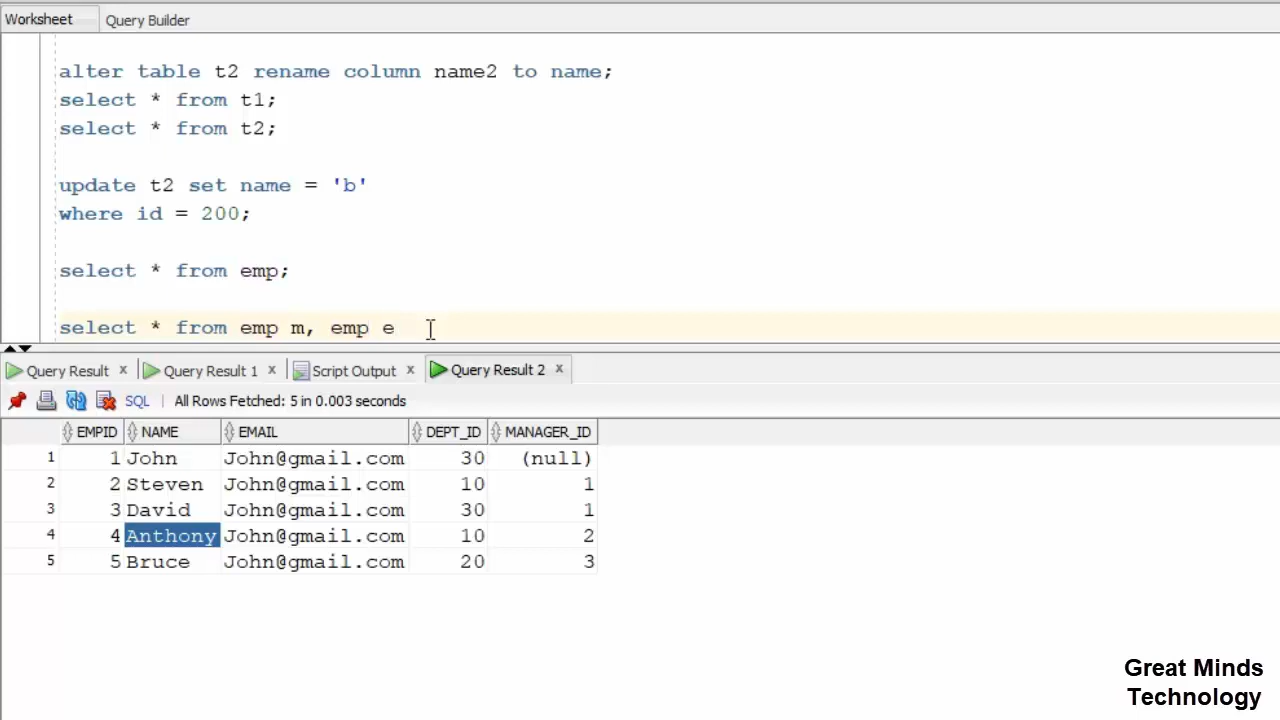 Worksheet Query Builder
alter table t2 rename column name2 to name;
select * from t1;
select * from t2;
update t2 set name = 'b'
where id = 200;
select * from emp;
select * from emp m, emp e
Query Result x Query Result 1 x Script Output x Query Result 2 x
SQL | All Rows Fetched: 5 in 0.003 seconds
EMPID NAME EMAIL DEPT_ID MANAGER_ID
1 1 John John@gmail.com 30 (null)
2 2 Steven John@gmail.com 10 1
3 3 David John@gmail.com 30 1
4 4 Anthony John@gmail.com 10 2
5 5 Bruce John@gmail.com 20 3
Great Minds
Technology